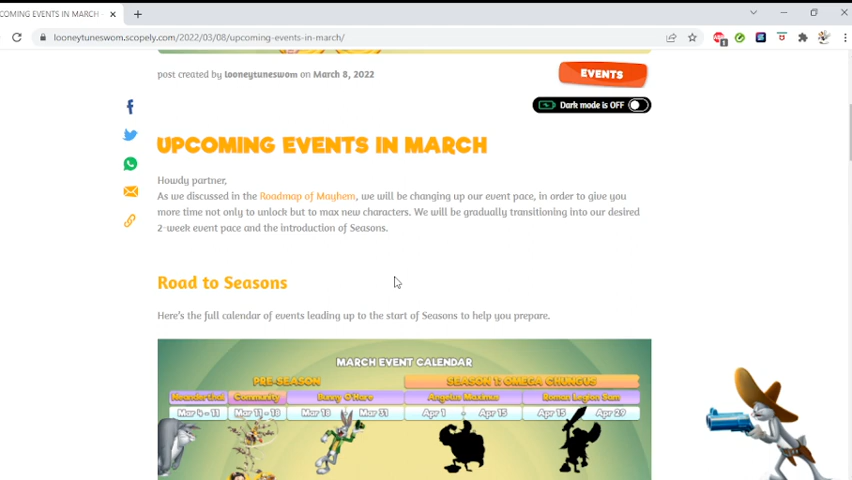 COMING EVENTS IN MARCH
looneytuneswom.scopely.com/2022/03/08/upcoming-events-in-march/
post created by looneytuneswom on March 8, 2022
EVENTS
Dark mode is OFF
UPCOMING EVENTS IN MARCH
Howdy partner,
As we discussed in the Roadmap of Mayhem, we will be changing up our event pace, in order to give you
more time not only to unlock but to max new characters. We will be gradually transitioning into our desired
2-week event pace and the introduction of Seasons.
Road to Seasons
Here's the full calendar of events leading up to the start of Seasons to help you prepare.
MARCH EVENT CALENDAR
PRE-SEASON SEASON 1: OMEGA CHUNGUS
Neanderthal Community Bunny O'Hare Angelus Maximus Roman Legion Sam
Mar 4 - 11 Mar 11 - 18 Mar 18 Mar 31 Apr 1 - Apr 15 Apr 15 Apr 29